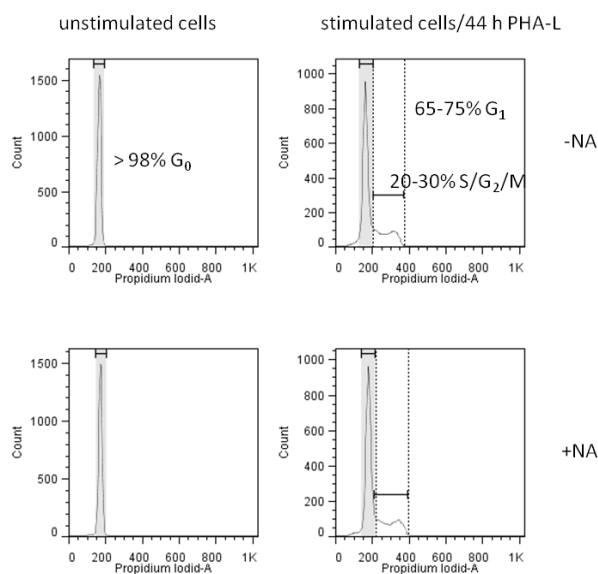 unstimulated cells
stimulated cells/44 h PHA-L
1500
1000
500
0
Count
> 98% G₀
0 200 400 600 800 1K
Propidium Iodid-A
1000
800
600
400
200
0
Count
65-75% G₁
20-30% S/G₂/M
0 200 400 600 800 1K
Propidium Iodid-A
-NA
1500
1000
500
0
Count
0 200 400 600 800 1K
Propidium Iodid-A
1000
800
600
400
200
0
Count
0 200 400 600 800 1K
Propidium Iodid-A
+NA